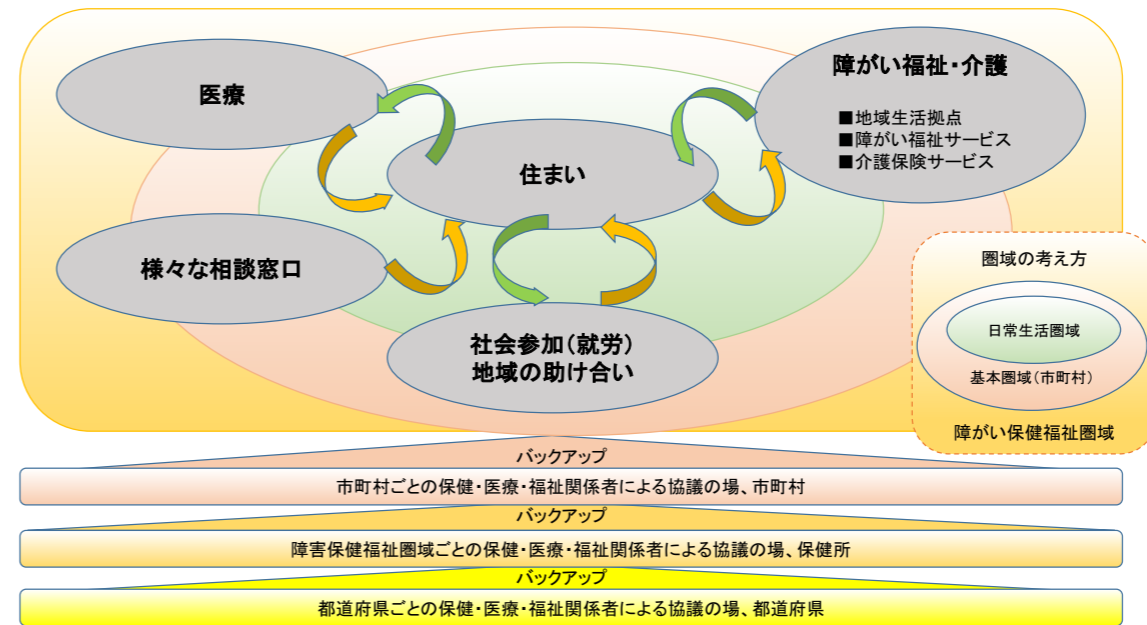 医療
障がい福祉・介護
■地域生活拠点
■障がい福祉サービス
■介護保険サービス
住まい
様々な相談窓口
社会参加（就労）
地域の助け合い
圏域の考え方
日常生活圏域
基本圏域（市町村）
障がい保健福祉圏域
バックアップ
市町村ごとの保健・医療・福祉関係者による協議の場、市町村
バックアップ
障害保健福祉圏域ごとの保健・医療・福祉関係者による協議の場、保健所
バックアップ
都道府県ごとの保健・医療・福祉関係者による協議の場、都道府県